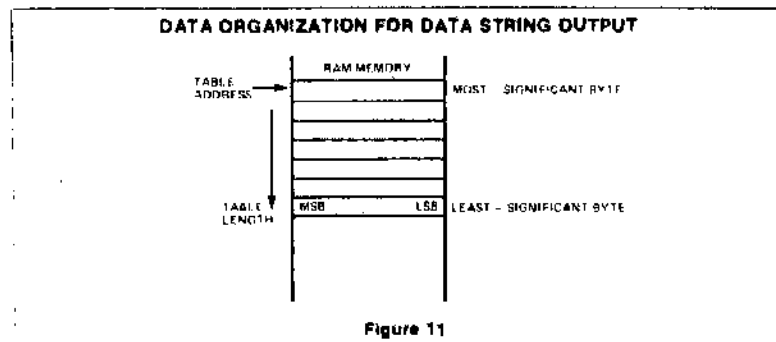 DATA ORGANIZATION FOR DATA STRING OUTPUT
RAM MEMORY
TABLE
ADDRESS
MOST – SIGNIFICANT BYTE
TABLE
LENGTH
MSB
LSB
LEAST – SIGNIFICANT BYTE
Figure 11